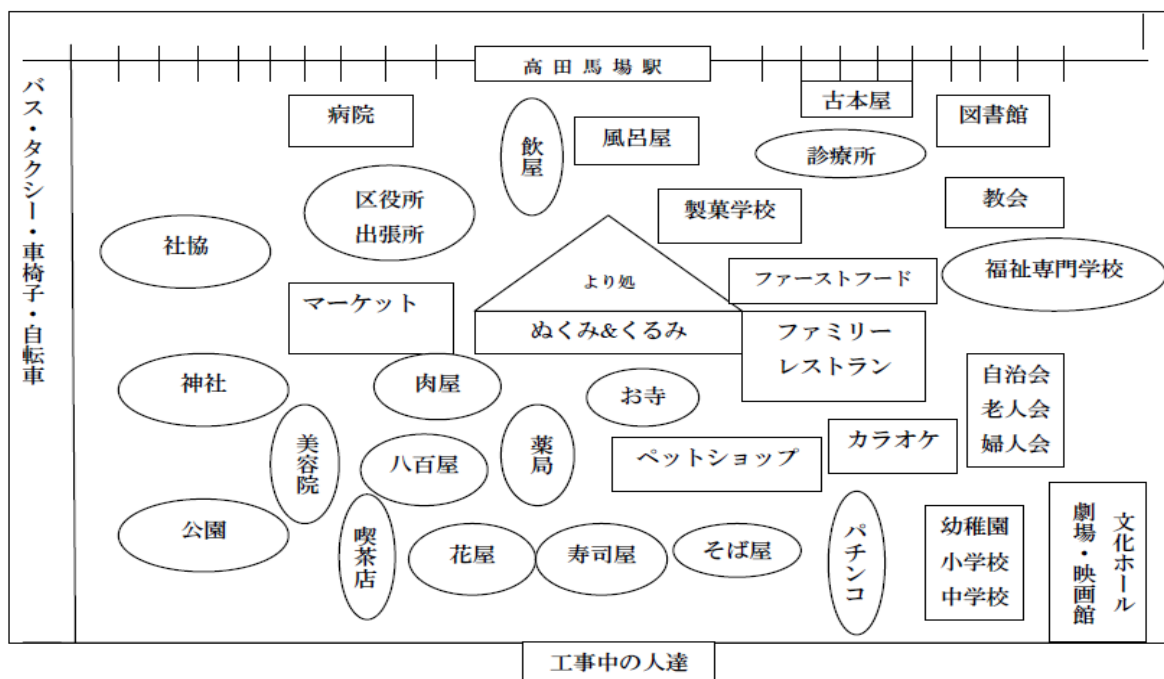 高田馬場駅
バス・タクシー・車椅子・自転車
病院
飲屋
風呂屋
古本屋
図書館
診療所
区役所
出張所
製菓学校
教会
社協
より処
ファーストフード
福祉専門学校
マーケット
ぬくみ&くるみ
ファミリー
レストラン
神社
肉屋
お寺
自治会
老人会
婦人会
美容院
八百屋
薬局
ペットショップ
カラオケ
公園
喫茶店
花屋
寿司屋
そば屋
パチンコ
幼稚園
小学校
中学校
文化ホール
劇場・映画館
工事中の人達